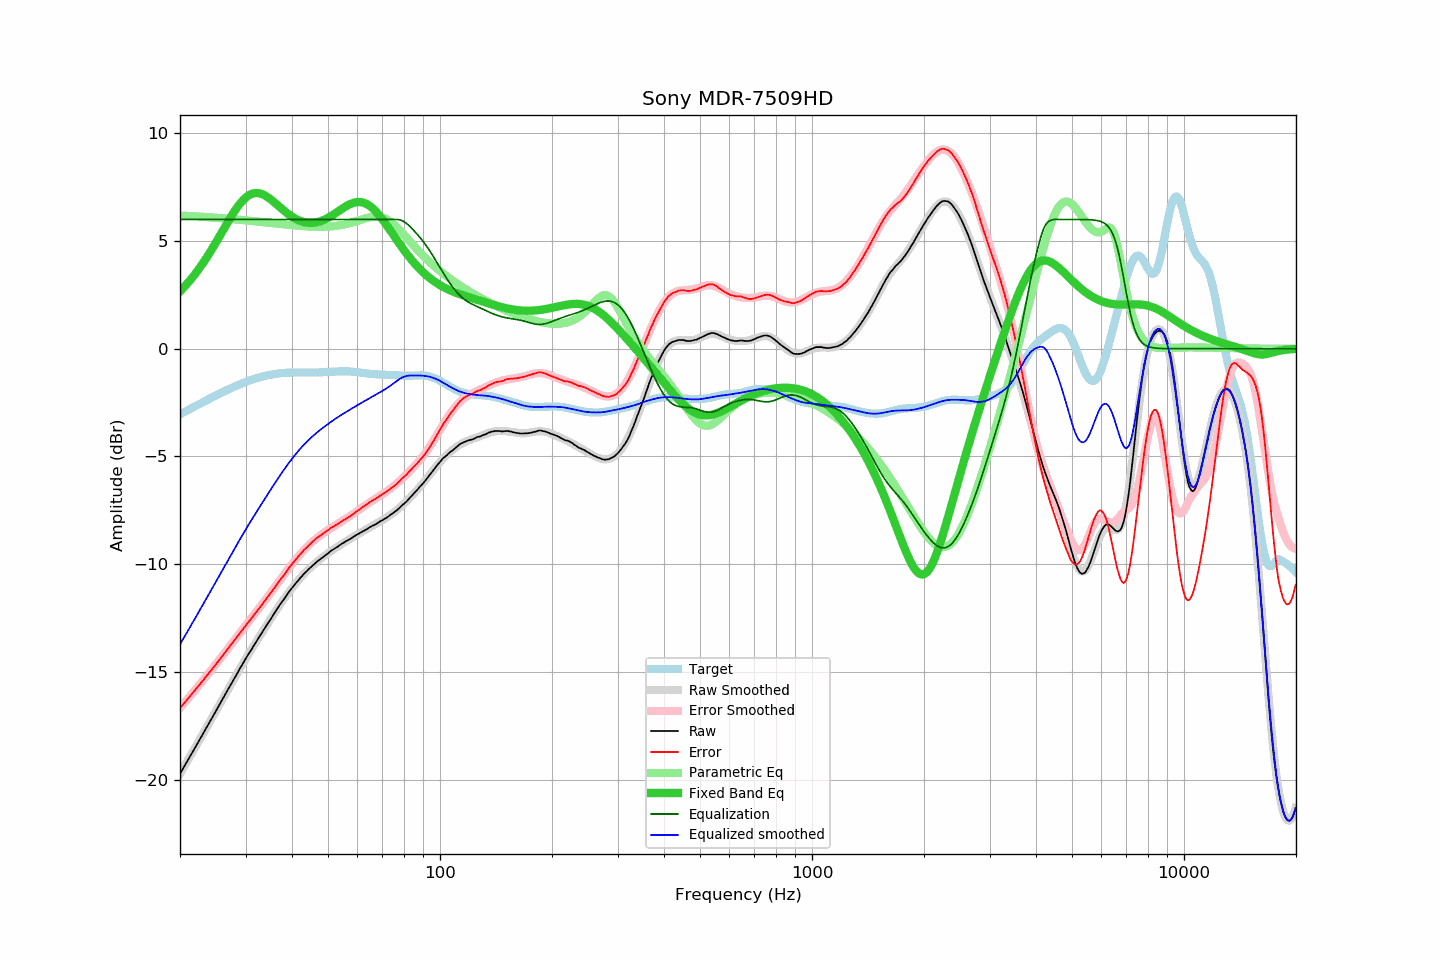 Sony MDR-7509HD
10
5
0
−5
−10
−15
−20
Amplitude (dBr)
Target
Raw Smoothed
Error Smoothed
Raw
Error
Parametric Eq
Fixed Band Eq
Equalization
Equalized smoothed
100
1000
10000
Frequency (Hz)